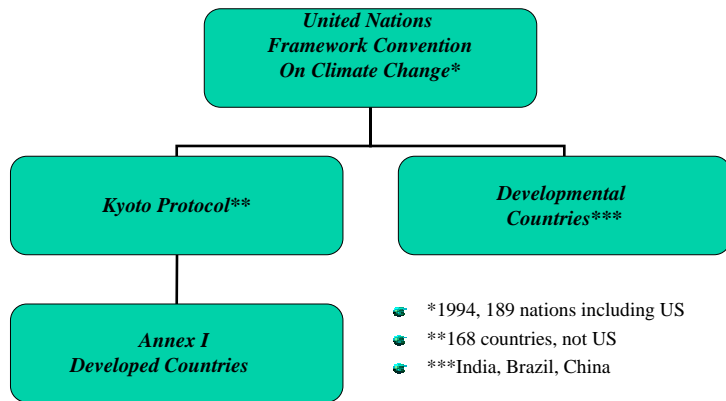 United Nations
Framework Convention
On Climate Change*
Kyoto Protocol**
Developmental
Countries***
Annex I
Developed Countries
*1994, 189 nations including US
**168 countries, not US
***India, Brazil, China